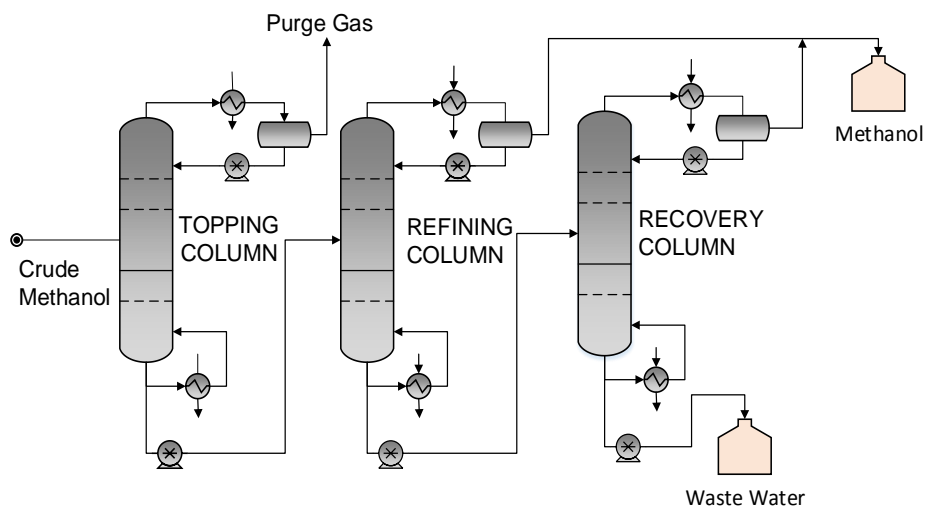 Purge Gas
Methanol
TOPPING
COLUMN
REFINING
COLUMN
RECOVERY
COLUMN
Crude
Methanol
Waste Water